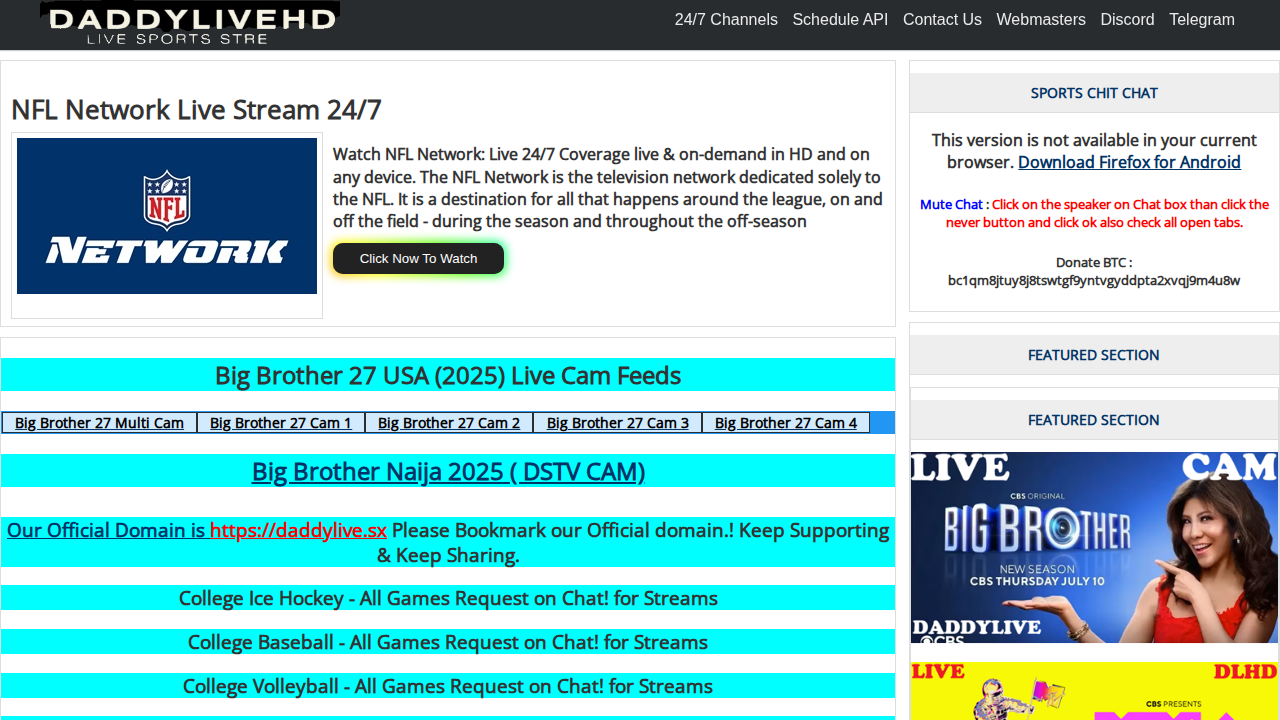 DADDYLIVEHD
LIVE SPORTS STRE
24/7 Channels Schedule API Contact Us Webmasters Discord Telegram
NFL Network Live Stream 24/7
NFL
NETWORK
Watch NFL Network: Live 24/7 Coverage live & on-demand in HD and on
any device. The NFL Network is the television network dedicated solely to
the NFL. It is a destination for all that happens around the league, on and
off the field - during the season and throughout the off-season
Click Now To Watch
Big Brother 27 USA (2025) Live Cam Feeds
Big Brother 27 Multi Cam Big Brother 27 Cam 1 Big Brother 27 Cam 2 Big Brother 27 Cam 3 Big Brother 27 Cam 4
Big Brother Naija 2025 ( DSTV CAM)
Our Official Domain is https://daddylive.sx Please Bookmark our Official domain.! Keep Supporting
& Keep Sharing.
College Ice Hockey - All Games Request on Chat! for Streams
College Baseball - All Games Request on Chat! for Streams
College Volleyball - All Games Request on Chat! for Streams
SPORTS CHIT CHAT
This version is not available in your current
browser. Download Firefox for Android
Mute Chat : Click on the speaker on Chat box than click the
never button and click ok also check all open tabs.
Donate BTC :
bc1qm8jtuy8j8tswtgf9yntvgyddpta2xvqj9m4u8w
FEATURED SECTION
FEATURED SECTION
LIVE CAM
CBS ORIGINAL
BIG BROTHER
NEW SEASON
CBS THURSDAY JULY 10
DADDYLIVE
CBS
LIVE DLHD
CBS PRESENTS